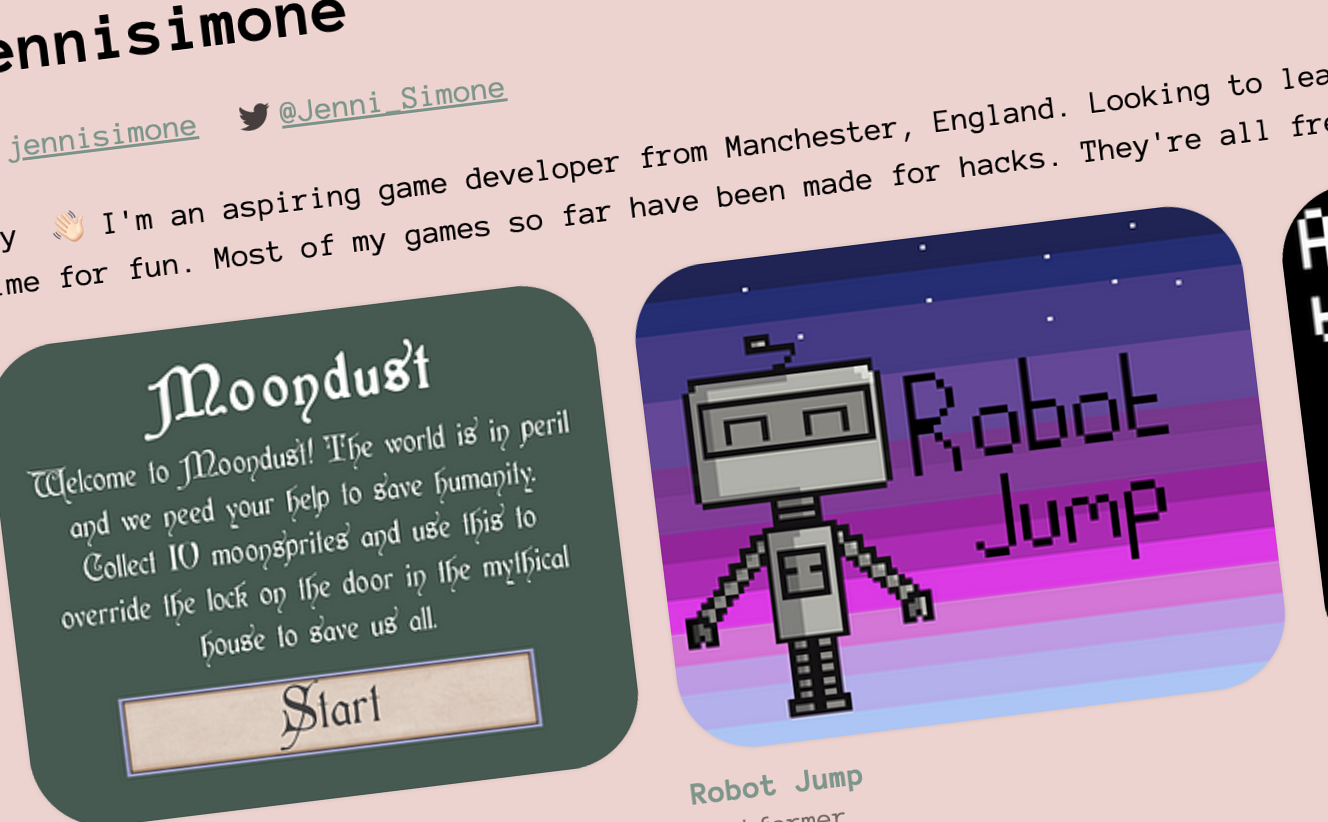 ennisimone
jennisimone @Jenni_Simone
I'm an aspiring game developer from Manchester, England. Looking to
for fun. Most of my games so far have been made for hacks. They're all
Moondust
Welcome to Moondust! The world is in peril
and we need your help to save humanity.
Collect 10 moonsprites and use this to
override the lock on the door in the mythical
house to save us all.
Start
Robot
Jump
Robot Jump